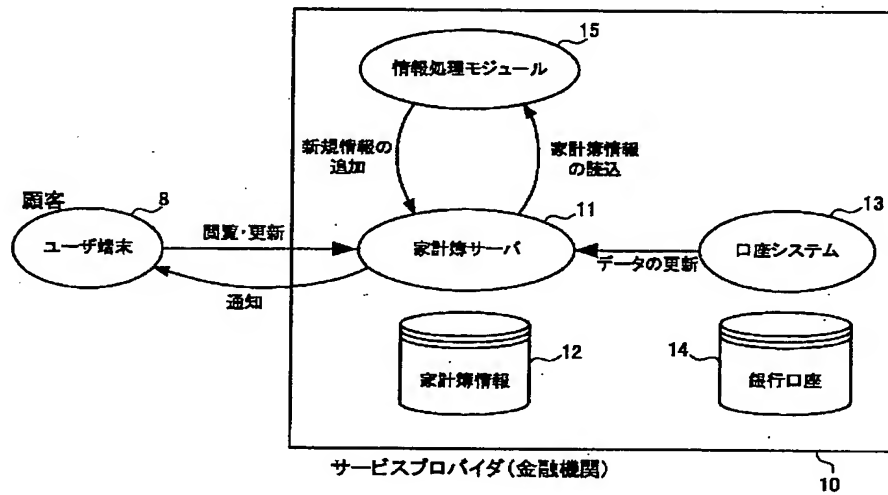 15
情報処理モジュール
新規情報の
追加
家計簿情報
の読込
顧客
8
ユーザ端末
閲覧・更新
通知
11
家計簿サーバ
データの更新
13
口座システム
12
家計簿情報
14
銀行口座
サービスプロバイダ(金融機関)
10